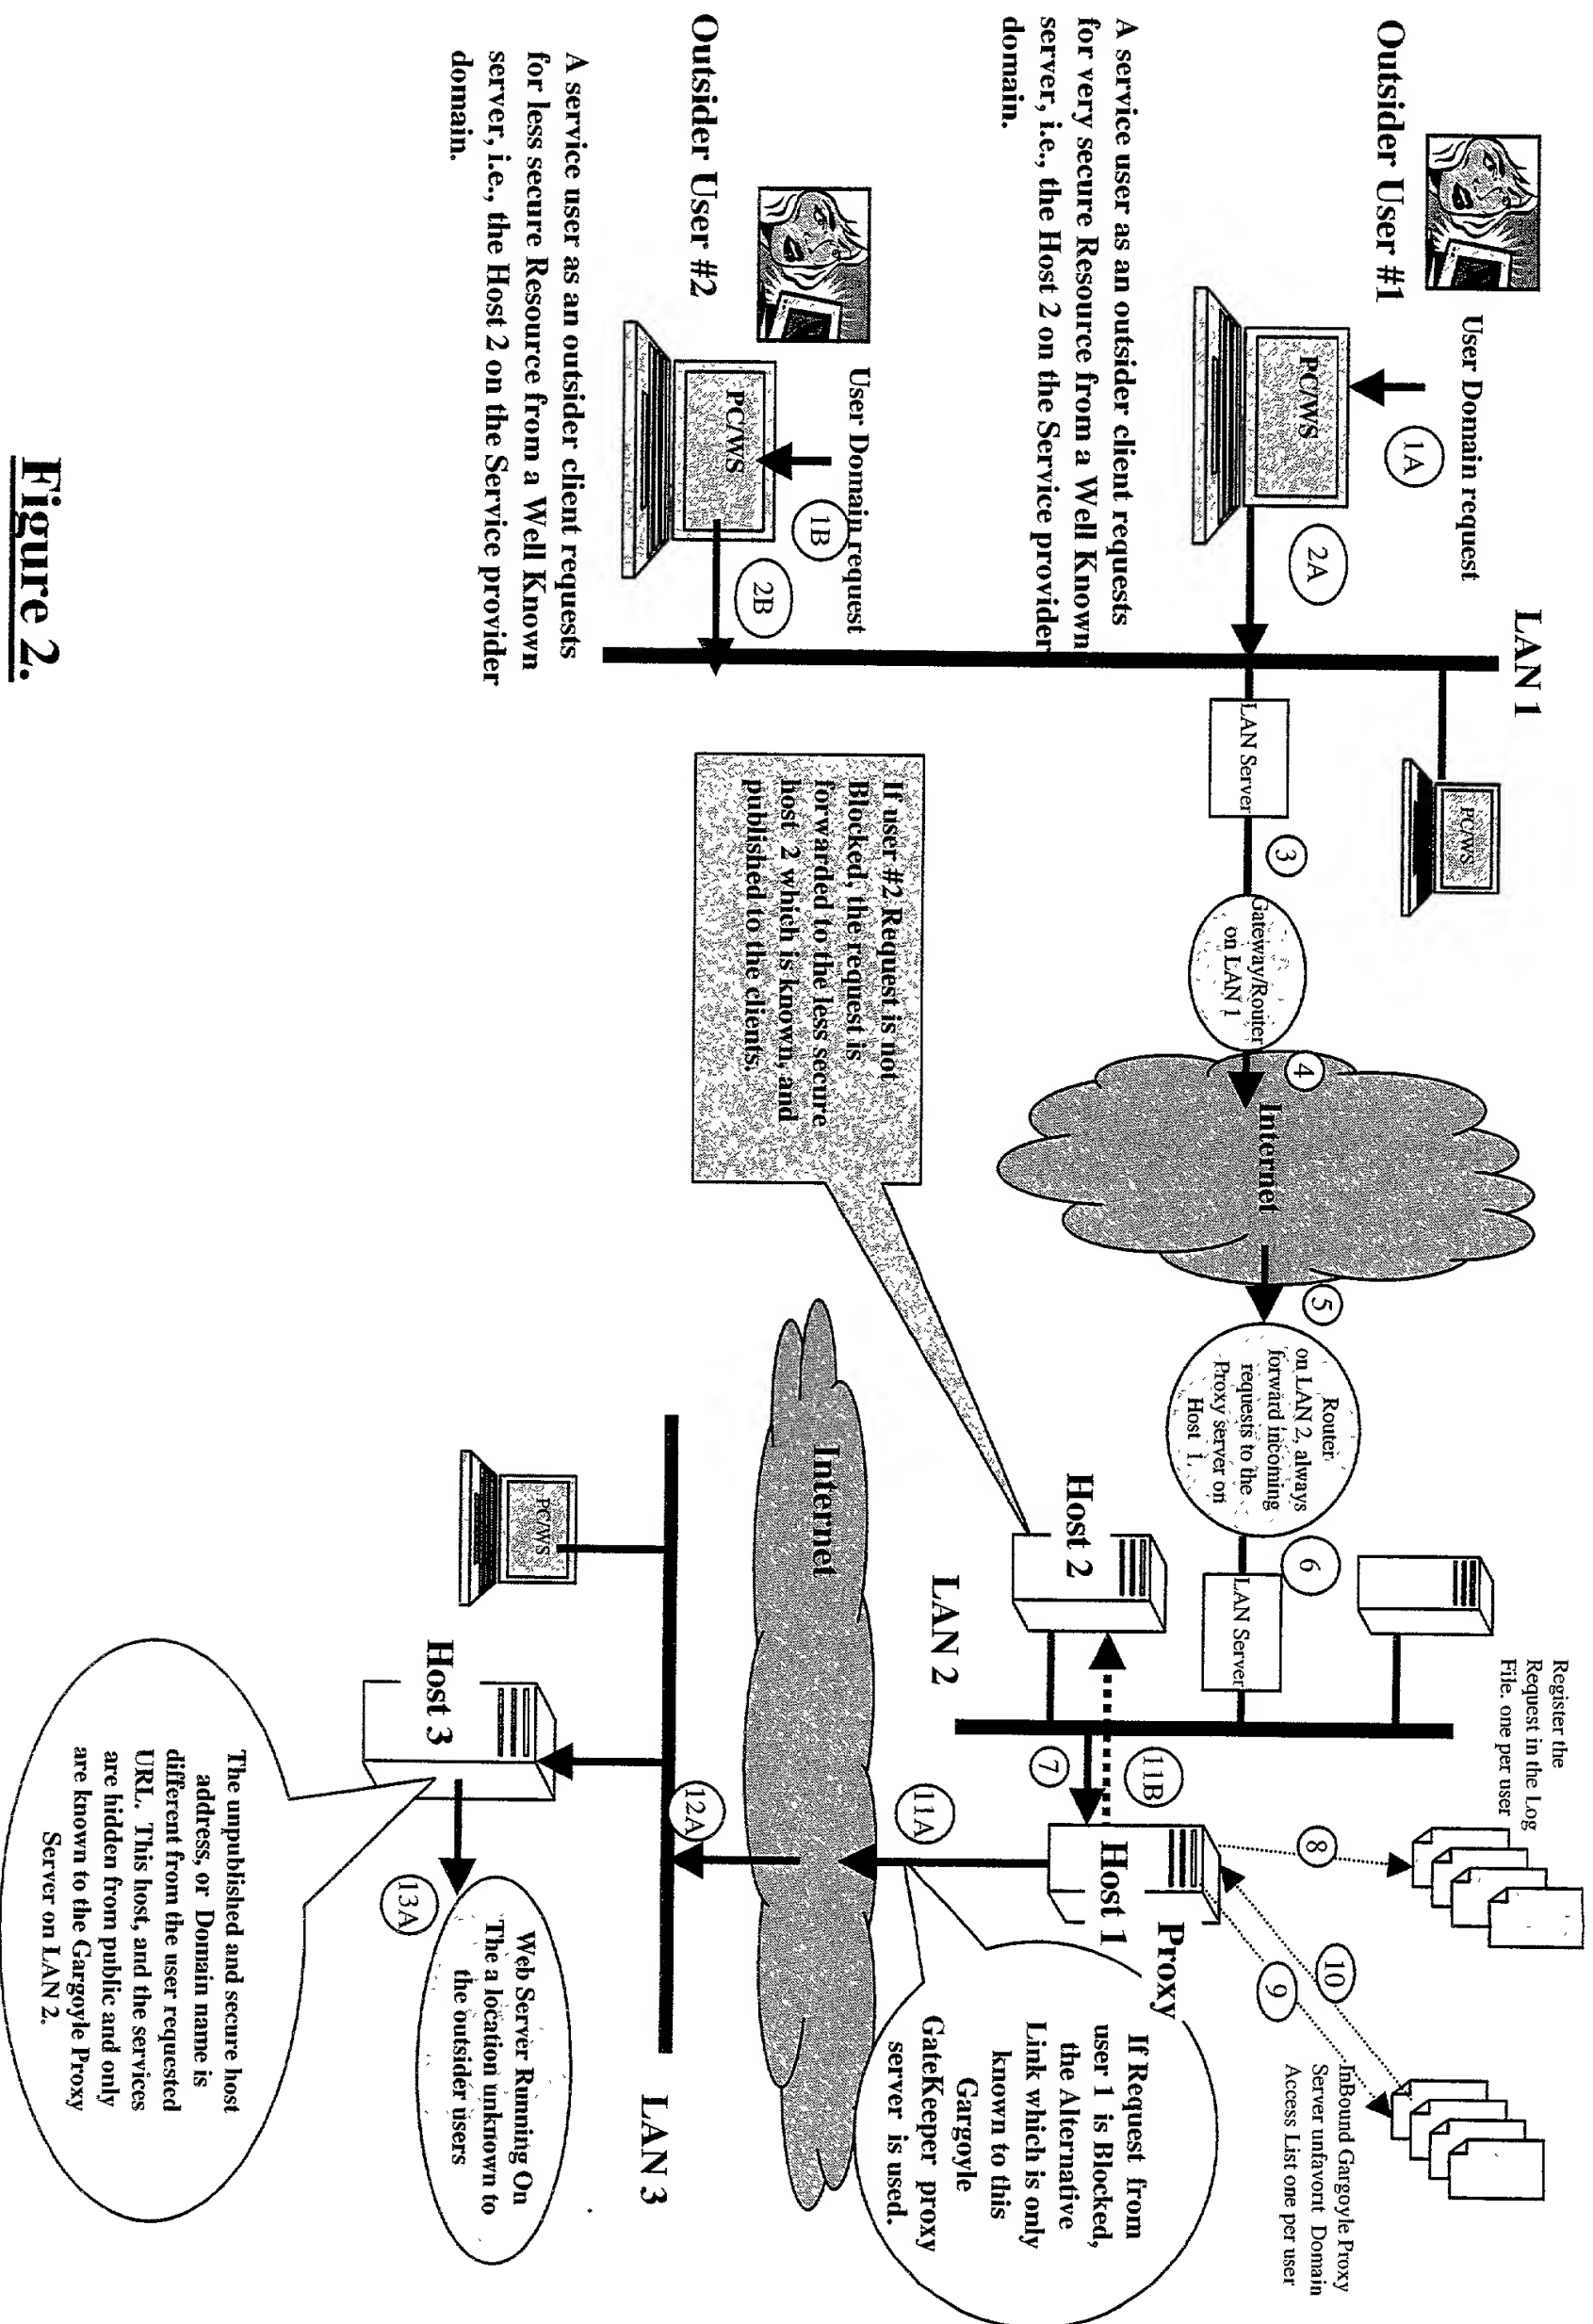 Outsider User #1
User Domain request
1A
PC/WS
2A
A service user as an outsider client requests
for very secure Resource from a Well Known
server, i.e., the Host 2 on the Service provider
domain.
Outsider User #2
User Domain request
1B
PC/WS
2B
A service user as an outsider client requests
for less secure Resource from a Well Known
server, i.e., the Host 2 on the Service provider
domain.
LAN 1
PC/WS
LAN Server
3
Gateway/Router
on LAN 1
4
Internet
5
Router
on LAN 2, always
forward incoming
requests to the
Proxy server on
Host 1.
6
LAN Server
If user #2 Request is not
Blocked, the request is
forwarded to the less secure
host 2 which is known, and
published to the clients.
Host 2
LAN 2
7
11B
Register the
Request in the Log
File. one per user
8
Host 1
Proxy
10
9
InBound Gargoyle Proxy
Server unfavorit Domain
Access List one per user
11A
If Request from
user 1 is Blocked,
the Alternative
Link which is only
known to this
Gargoyle
GateKeeper proxy
server is used.
Internet
12A
LAN 3
PC/WS
Host 3
13A
Web Server Running On
The a location unknown to
the outsider users
The unpublished and secure host
address, or Domain name is
different from the user requested
URL. This host, and the services
are hidden from public and only
are known to the Gargoyle Proxy
Server on LAN 2.
Figure 2.